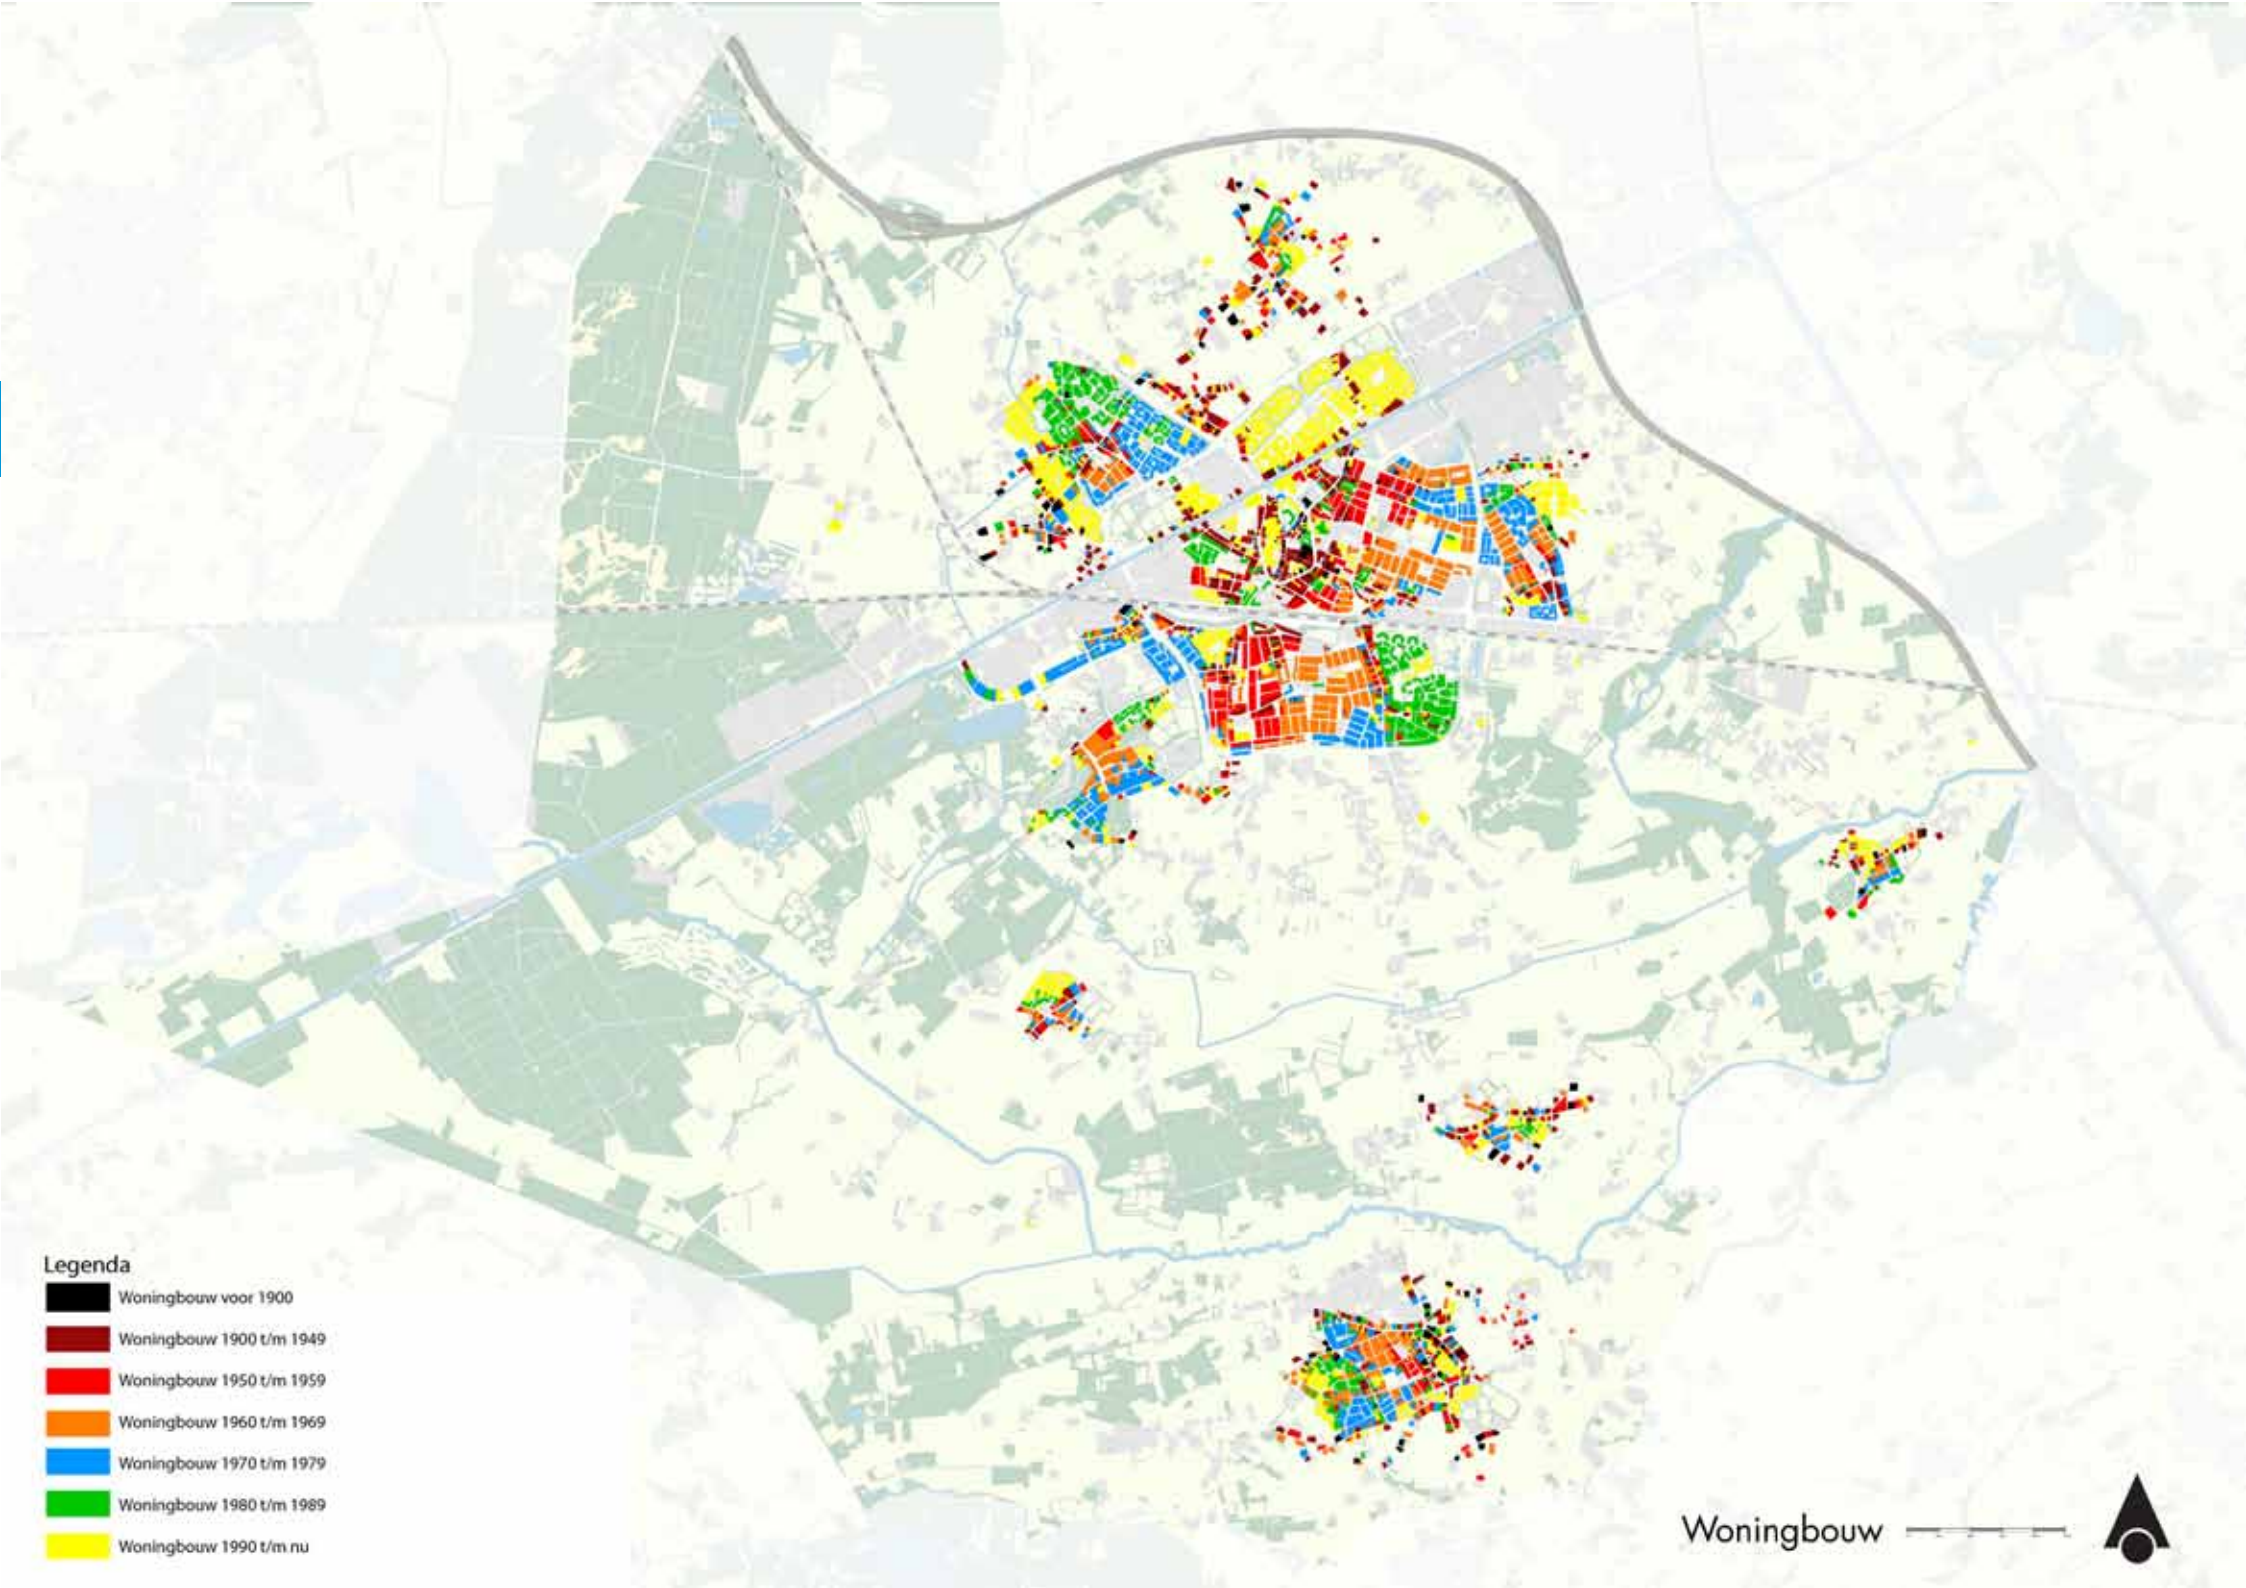 Legenda
Woningbouw voor 1900
Woningbouw 1900 t/m 1949
Woningbouw 1950 t/m 1959
Woningbouw 1960 t/m 1969
Woningbouw 1970 t/m 1979
Woningbouw 1980 t/m 1989
Woningbouw 1990 t/m nu
Woningbouw